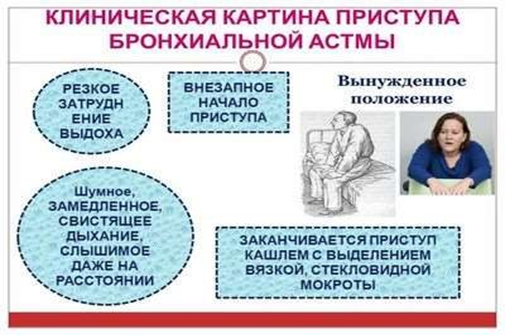 КЛИНИЧЕСКАЯ КАРТИНА ПРИСТУПА
БРОНХИАЛЬНОЙ АСТМЫ
РЕЗКОЕ
ЗАТРУДН
ЕНИЕ
ВЫДОХА
ВНЕЗАПНОЕ
НАЧАЛО
ПРИСТУПА
Вынужденное
положение
Шумное,
ЗАМЕДЛЕННОЕ,
СВИСТЯЩЕЕ
ДЫХАНИЕ,
СЛЫШИМОЕ
ДАЖЕ НА
РАССТОЯНИИ
ЗАКАНЧИВАЕТСЯ ПРИСТУП
КАШЛЕМ С ВЫДЕЛЕНИЕМ
ВЯЗКОЙ, СТЕКЛОВИДНОЙ
МОКРОТЫ